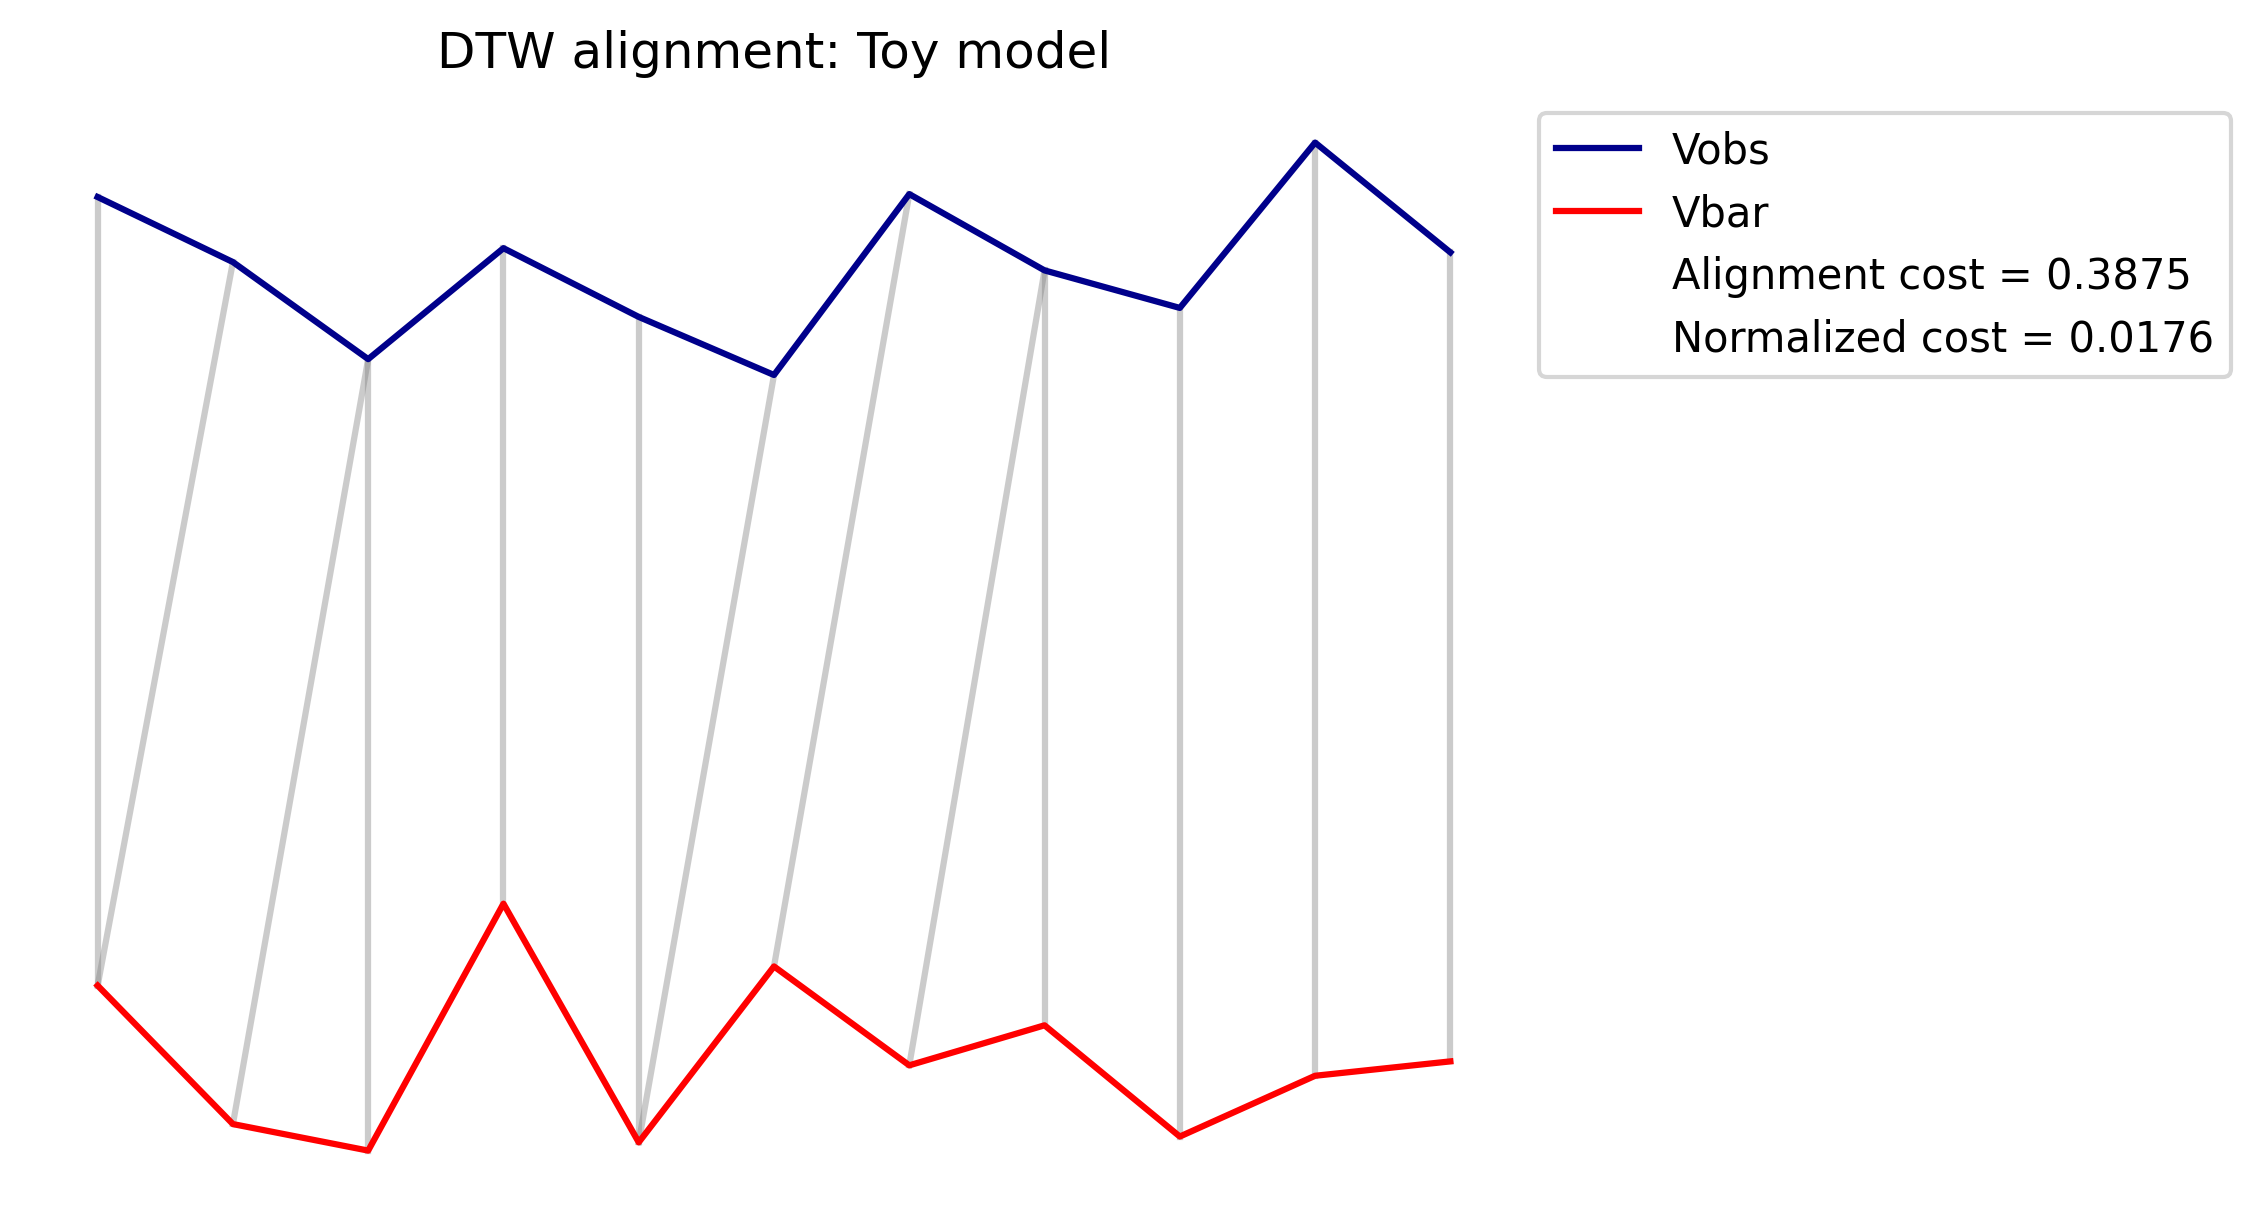 DTW alignment: Toy model
Vobs
Vbar
Alignment cost = 0.3875
Normalized cost = 0.0176